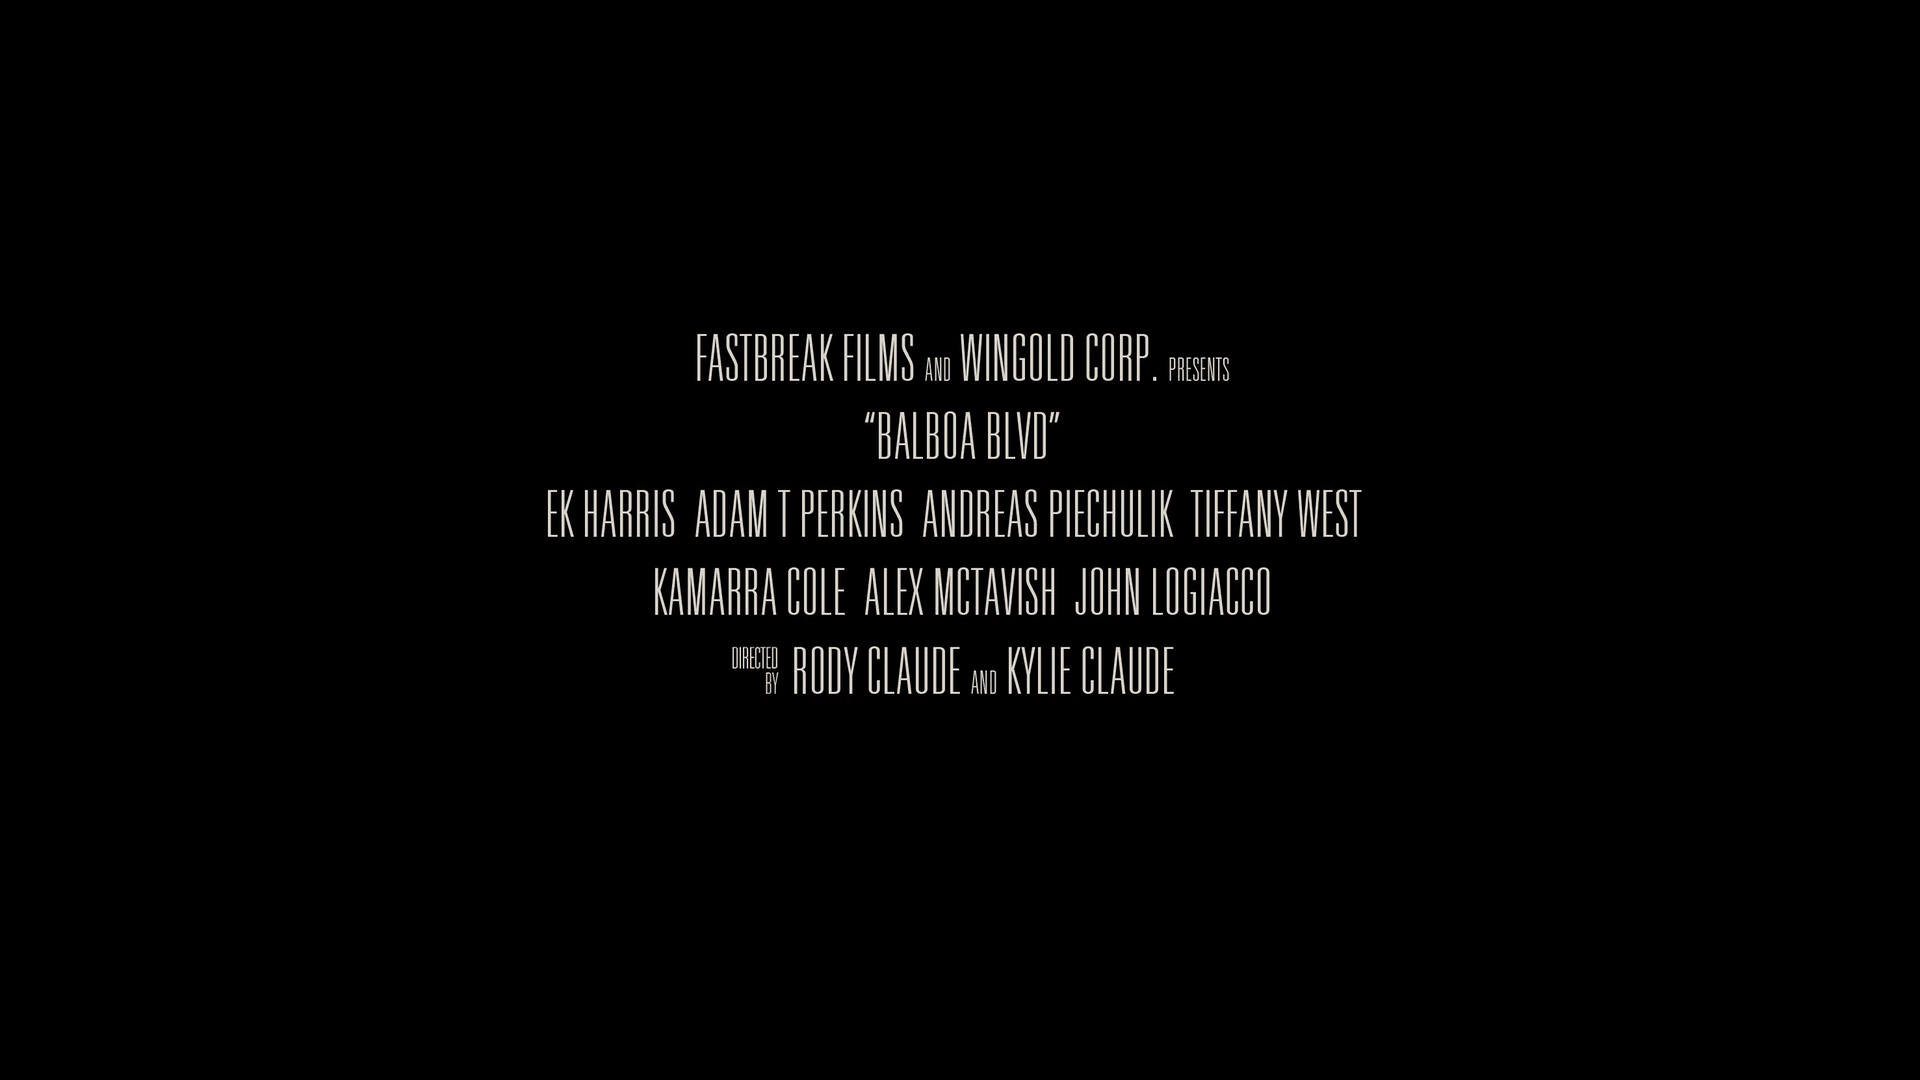 FASTBREAK FILMS AND WINGOLD CORP. PRESENTS
“BALBOA BLVD”
EK HARRIS ADAM T PERKINS ANDREAS PIECHULIK TIFFANY WEST
KAMARRA COLE ALEX MCTAVISH JOHN LOGIACCO
DIRECTED BY RODY CLAUDE AND KYLIE CLAUDE